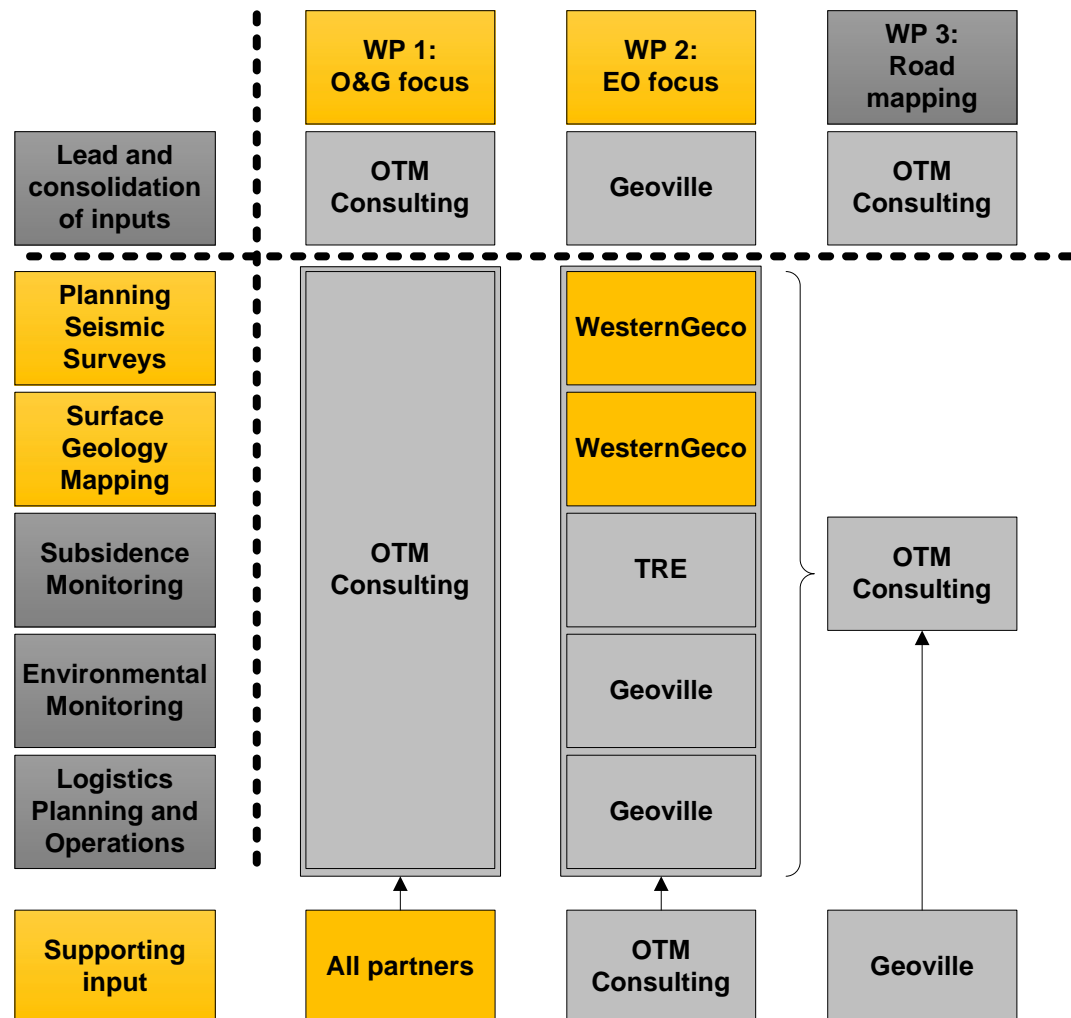 WP 1:
O&G focus
WP 2:
EO focus
WP 3:
Road
mapping
Lead and
consolidation
of inputs
OTM
Consulting
Geoville
OTM
Consulting
Planning
Seismic
Surveys
WesternGeco
Surface
Geology
Mapping
WesternGeco
Subsidence
Monitoring
OTM
Consulting
TRE
OTM
Consulting
Environmental
Monitoring
Geoville
Logistics
Planning and
Operations
Geoville
Supporting
input
All partners
OTM
Consulting
Geoville